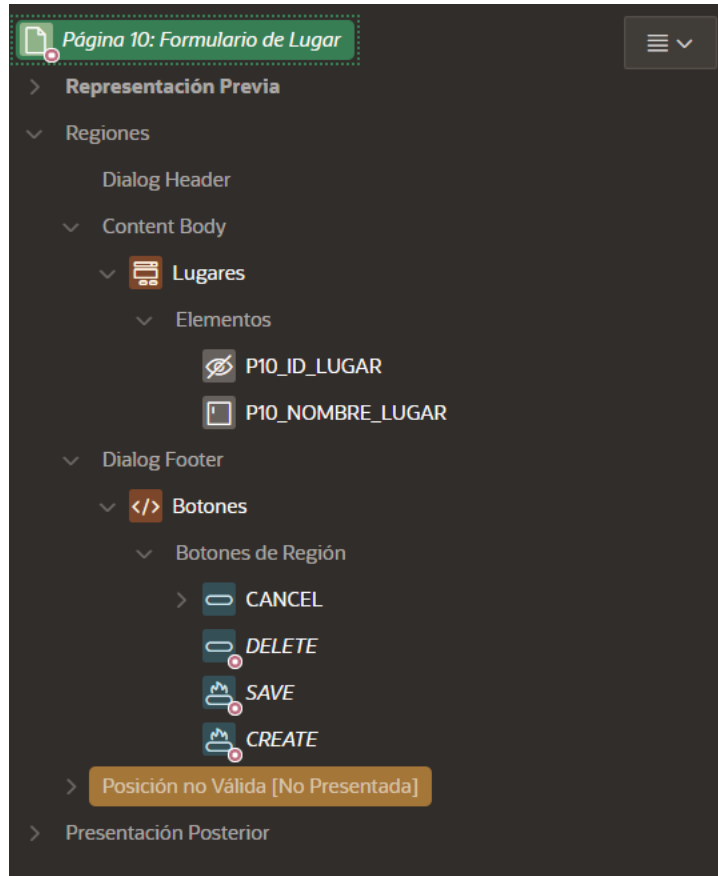 Página 10: Formulario de Lugar
Representación Previa
Regiones
Dialog Header
Content Body
Lugares
Elementos
P10_ID_LUGAR
P10_NOMBRE_LUGAR
Dialog Footer
</> Botones
Botones de Región
CANCEL
DELETE
SAVE
CREATE
Posición no Válida [No Presentada]
Presentación Posterior